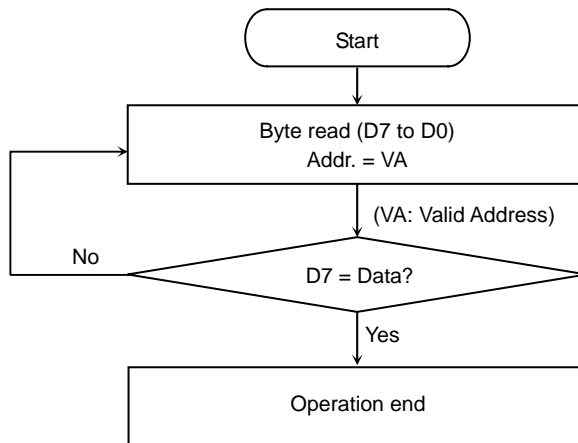 Start
Byte read (D7 to D0)
Addr. = VA
(VA: Valid Address)
No
D7 = Data?
Yes
Operation end